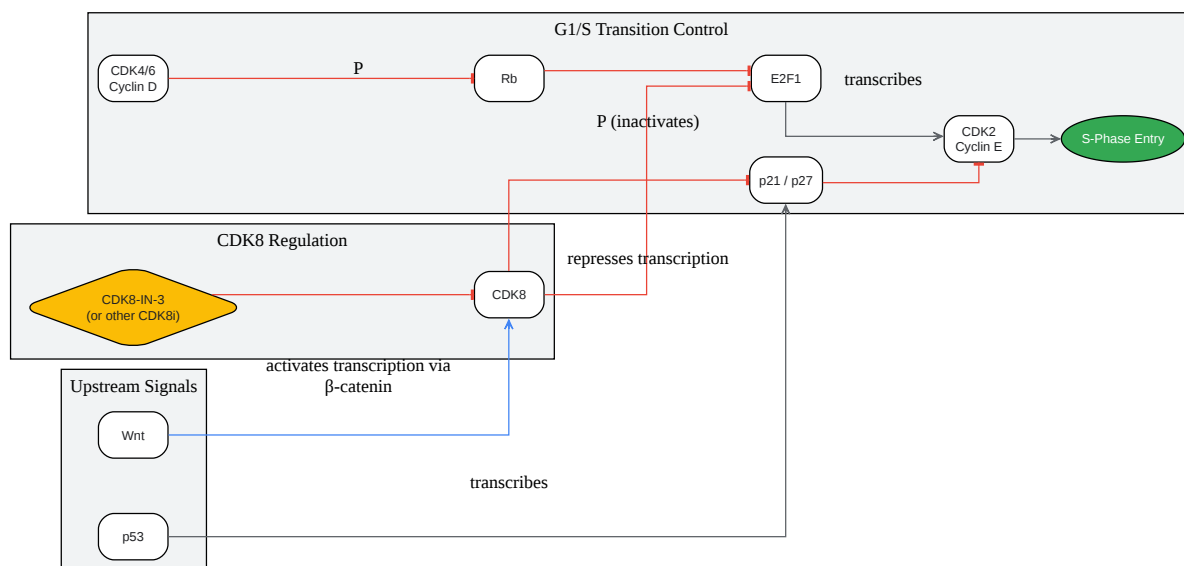 G1/S Transition Control
CDK4/6
Cyclin D
P
Rb
E2F1
transcribes
P (inactivates)
CDK2
Cyclin E
S-Phase Entry
p21 / p27
CDK8 Regulation
represses transcription
CDK8-IN-3
(or other CDK8i)
CDK8
activates transcription via
β-catenin
Upstream Signals
Wnt
transcribes
p53